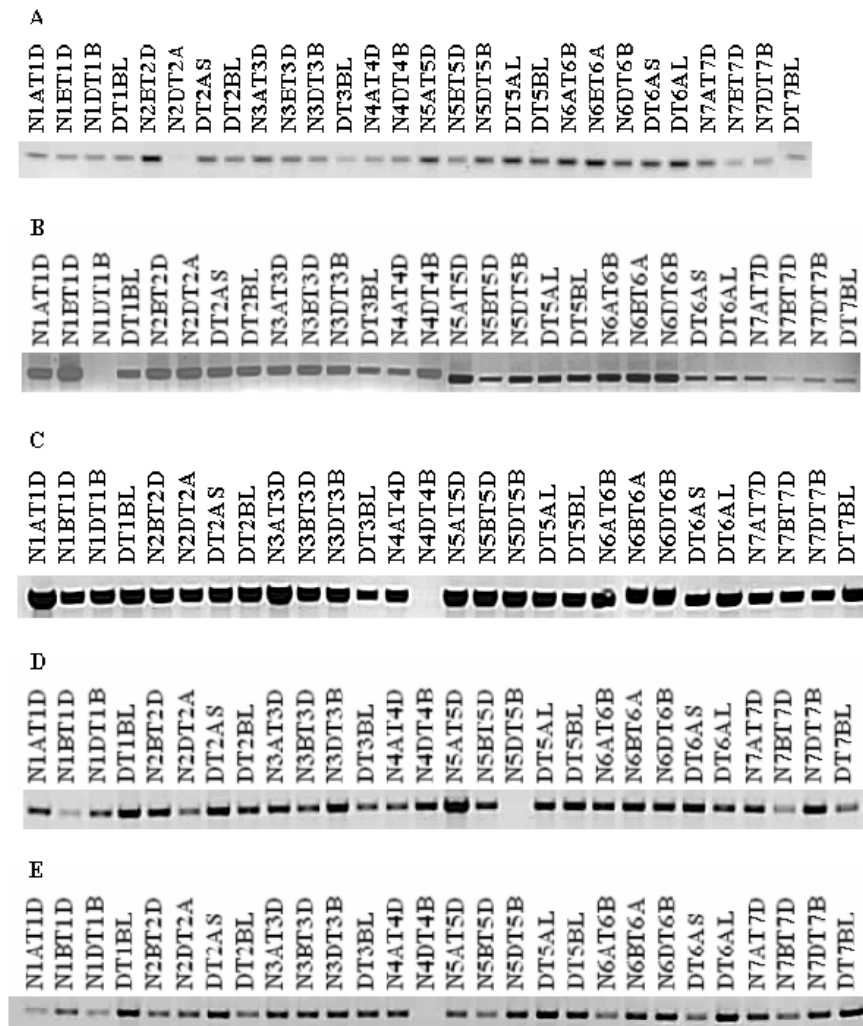 A
N1AT1D N1BT1D N1DT1B DT1BL N2BT2D N2DT2A DT2AS DT2BL N3AT3D N3BT3D N3DT3B DT3BL N4AT4D N4DT4B N5AT5D N5BT5D N5DT5B DT5AL DT5BL N6AT6B N6BT6A N6DT6B DT6AS DT6AL N7AT7D N7BT7D N7DT7B DT7BL
B
N1AT1D N1BT1D N1DT1B DT1BL N2BT2D N2DT2A DT2AS DT2BL N3AT3D N3BT3D N3DT3B DT3BL N4AT4D N4DT4B N5AT5D N5BT5D N5DT5B DT5AL DT5BL N6AT6B N6BT6A N6DT6B DT6AS DT6AL N7AT7D N7BT7D N7DT7B DT7BL
C
N1AT1D N1BT1D N1DT1B DT1BL N2BT2D N2DT2A DT2AS DT2BL N3AT3D N3BT3D N3DT3B DT3BL N4AT4D N4DT4B N5AT5D N5BT5D N5DT5B DT5AL DT5BL N6AT6B N6BT6A N6DT6B DT6AS DT6AL N7AT7D N7BT7D N7DT7B DT7BL
D
N1AT1D N1BT1D N1DT1B DT1BL N2BT2D N2DT2A DT2AS DT2BL N3AT3D N3BT3D N3DT3B DT3BL N4AT4D N4DT4B N5AT5D N5BT5D N5DT5B DT5AL DT5BL N6AT6B N6BT6A N6DT6B DT6AS DT6AL N7AT7D N7BT7D N7DT7B DT7BL
E
N1AT1D N1BT1D N1DT1B DT1BL N2BT2D N2DT2A DT2AS DT2BL N3AT3D N3BT3D N3DT3B DT3BL N4AT4D N4DT4B N5AT5D N5BT5D N5DT5B DT5AL DT5BL N6AT6B N6BT6A N6DT6B DT6AS DT6AL N7AT7D N7BT7D N7DT7B DT7BL